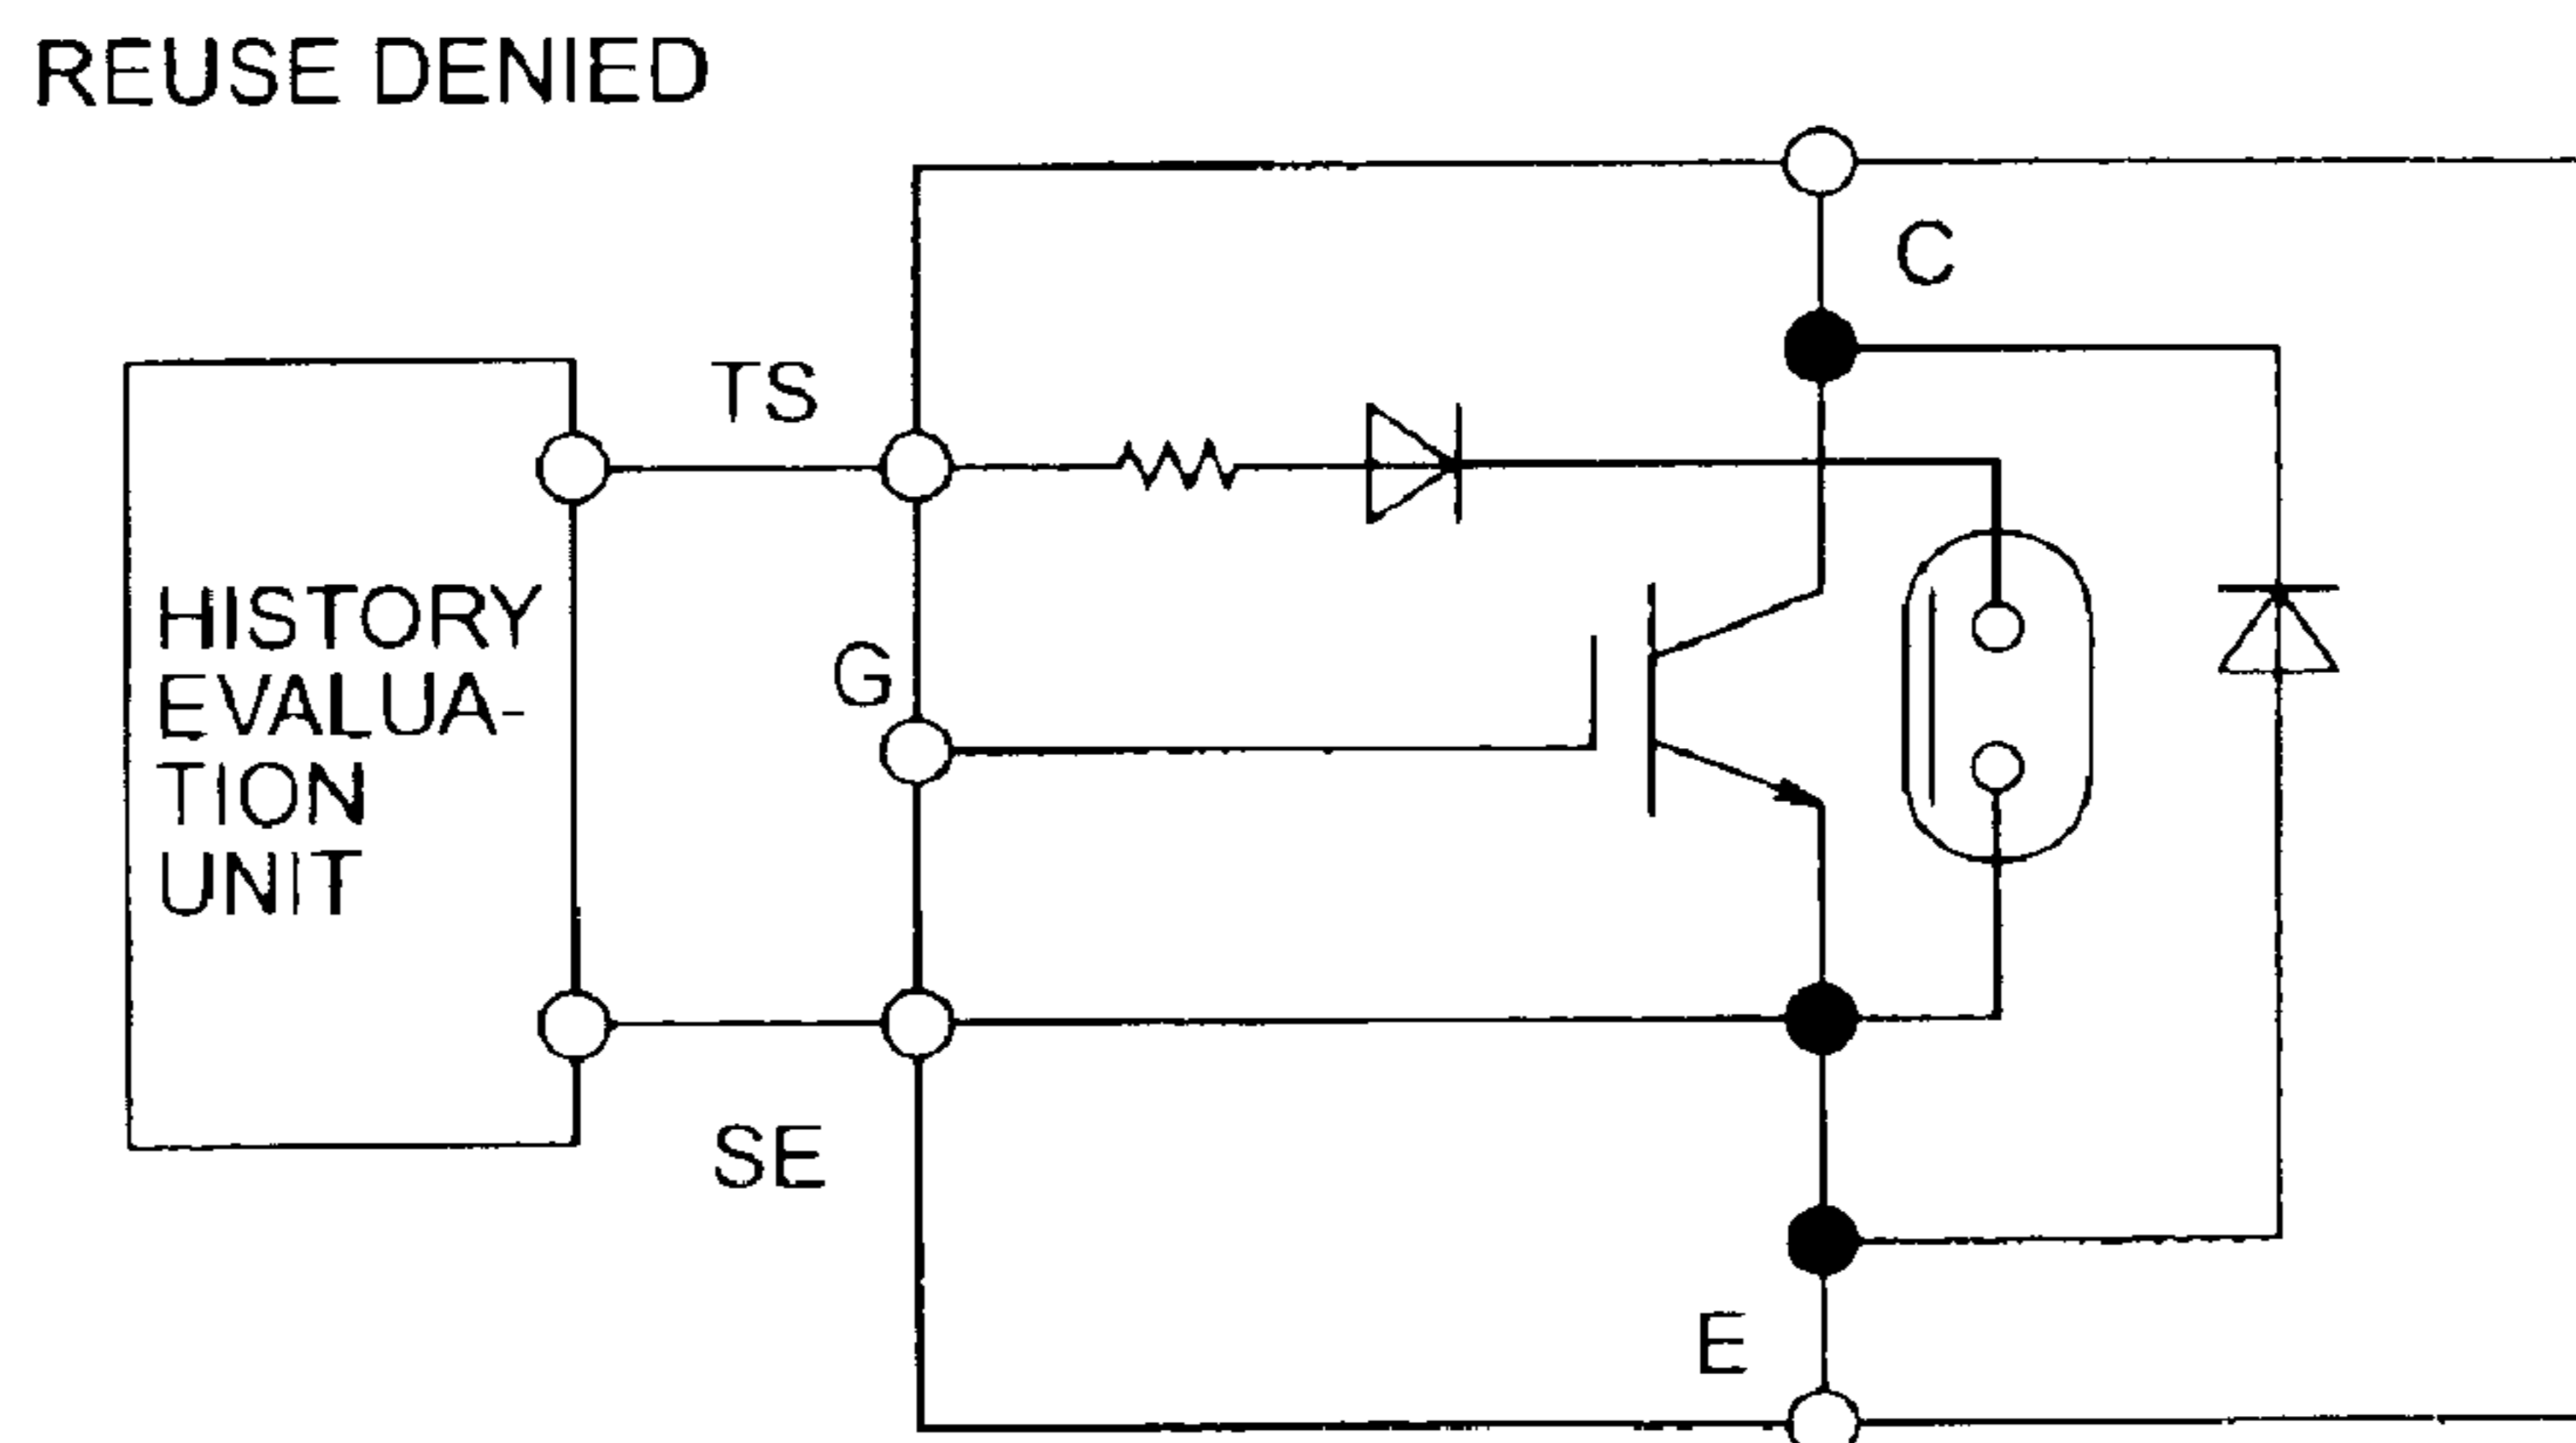 REUSE DENIED
C
TS
HISTORY
EVALUA-
TION
UNIT
G
SE
E